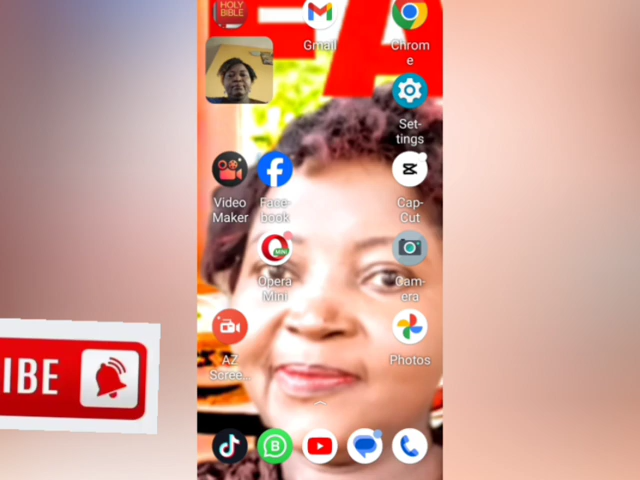 HOLY
BIBLE
Gmail
Chrom
e
Set-
tings
Video
Maker
Face-
book
Cap-
Cut
MINI
Opera
Mini
Cam-
era
AZ
Scree...
Photos
IBE